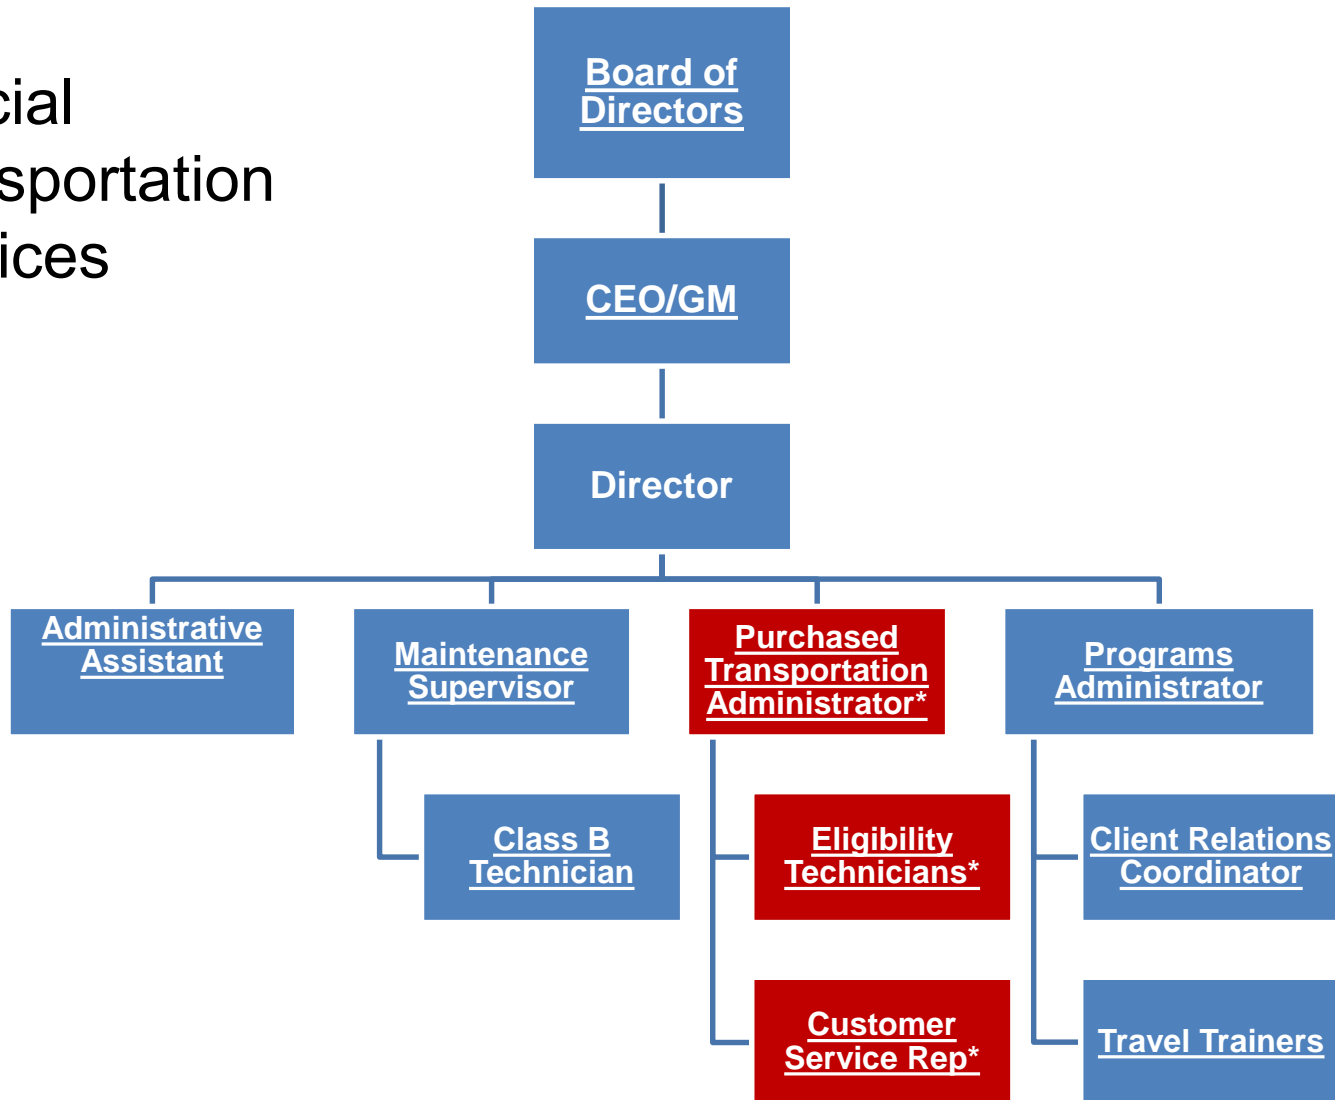 cial
nsportation
ices
Board of
Directors
CEO/GM
Director
Administrative
Assistant
Maintenance
Supervisor
Purchased
Transportation
Administrator*
Programs
Administrator
Class B
Technician
Eligibility
Technicians*
Client Relations
Coordinator
Customer
Service Rep*
Travel Trainers